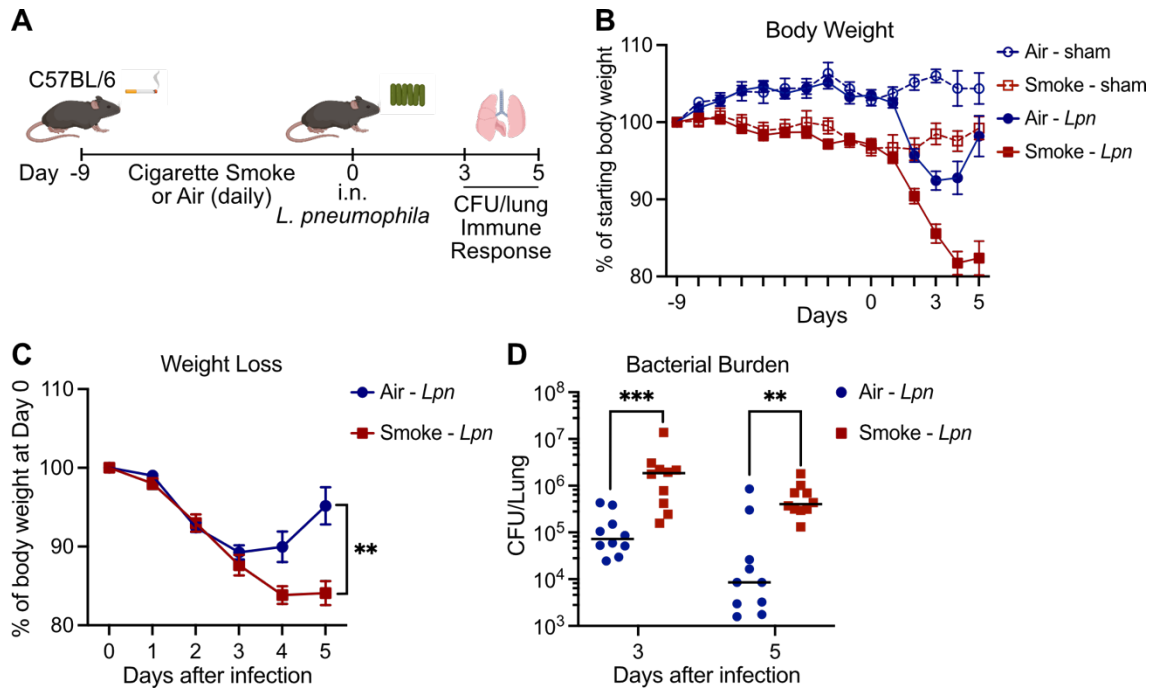 A
C57BL/6
Day -9 0 3 5
Cigarette Smoke
or Air (daily)
i.n.
L. pneumophila
CFU/lung
Immune
Response
B
Body Weight
% of starting body weight
110
100
90
80
-9 0 3 5
Days
Air - sham
Smoke - sham
Air - Lpn
Smoke - Lpn
C
Weight Loss
% of body weight at Day 0
110
100
90
80
0 1 2 3 4 5
Days after infection
Air - Lpn
Smoke - Lpn
**
D
Bacterial Burden
CFU/Lung
10⁸
10⁷
10⁶
10⁵
10⁴
10³
*** **
3 5
Days after infection
Air - Lpn
Smoke - Lpn